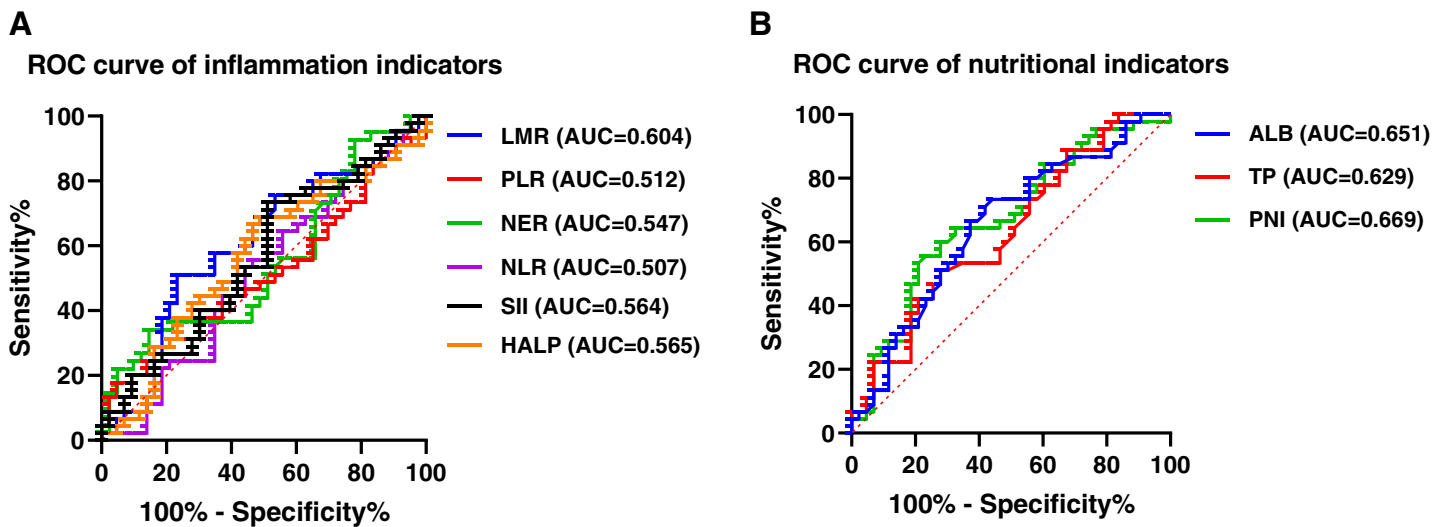 A
ROC curve of inflammation indicators
Sensitivity%
100
80
60
40
20
0
0 20 40 60 80 100
100% - Specificity%
LMR (AUC=0.604)
PLR (AUC=0.512)
NER (AUC=0.547)
NLR (AUC=0.507)
SII (AUC=0.564)
HALP (AUC=0.565)
B
ROC curve of nutritional indicators
Sensitivity%
100
80
60
40
20
0
0 20 40 60 80 100
100% - Specificity%
ALB (AUC=0.651)
TP (AUC=0.629)
PNI (AUC=0.669)